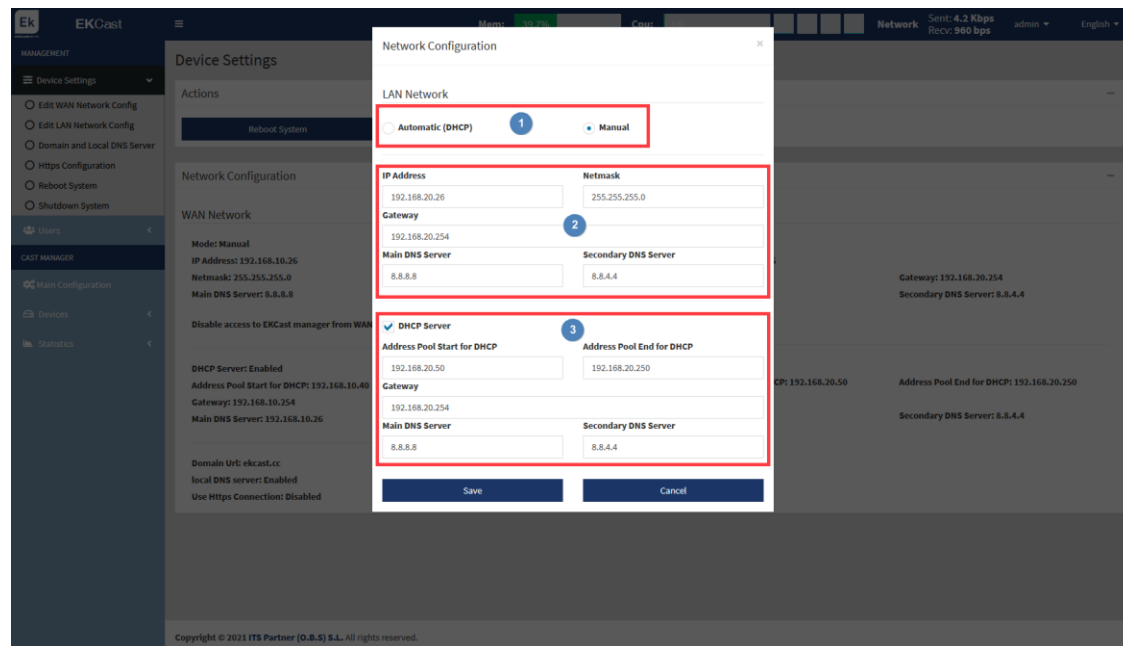 Ek EKCast Mem: 39.7% Cpu: Network Sent: 4.2 Kbps admin English
Recv: 960 bps
MANAGEMENT
Device Settings
Edit WAN Network Config
Edit LAN Network Config
Domain and Local DNS Server
Https Configuration
Reboot System
Shutdown System
Users
CAST MANAGER
Main Configuration
Devices
Statistics
Device Settings
Actions
Reboot System
Network Configuration
WAN Network
Mode: Manual
IP Address: 192.168.10.26
Netmask: 255.255.255.0
Main DNS Server: 8.8.8.8
Disable access to EKCast manager from WAN
DHCP Server: Enabled
Address Pool Start for DHCP: 192.168.10.40
Gateway: 192.168.10.254
Main DNS Server: 192.168.10.26
Domain Url: ekcast.cc
local DNS server: Enabled
Use Https Connection: Disabled
Network Configuration ×
LAN Network
Automatic (DHCP) 1 Manual
IP Address Netmask
192.168.20.26 255.255.255.0
Gateway
2
192.168.20.254
Main DNS Server Secondary DNS Server
8.8.8.8 8.8.4.4
DHCP Server 3
Address Pool Start for DHCP Address Pool End for DHCP
192.168.20.50 192.168.20.250
Gateway
192.168.20.254
Main DNS Server Secondary DNS Server
8.8.8.8 8.8.4.4
Save Cancel
Gateway: 192.168.20.254
Secondary DNS Server: 8.8.4.4
CP: 192.168.20.50 Address Pool End for DHCP: 192.168.20.250
Secondary DNS Server: 8.8.4.4
Copyright © 2021 ITS Partner (O.B.S) S.L. All rights reserved.